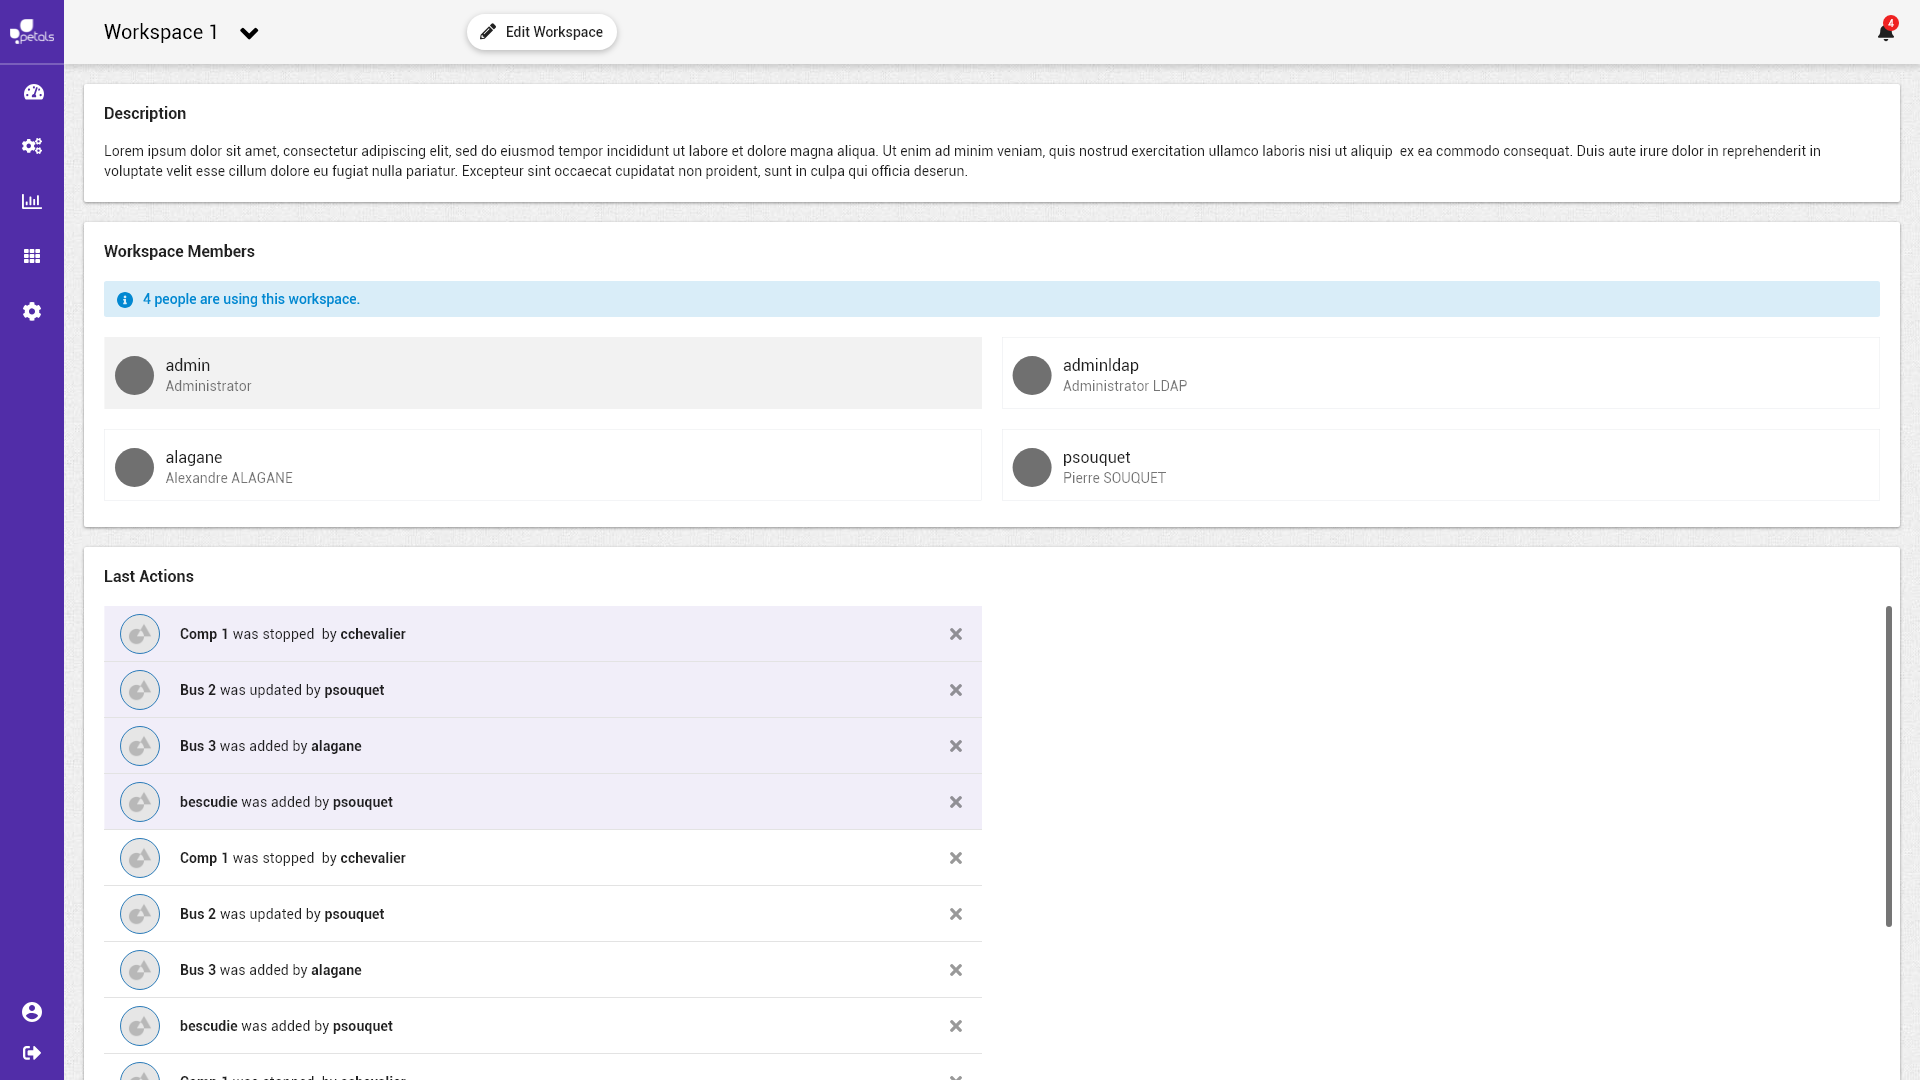 petals
Workspace 1
Edit Workspace
4
Description
Lorem ipsum dolor sit amet, consectetur adipiscing elit, sed do eiusmod tempor incididunt ut labore et dolore magna aliqua. Ut enim ad minim veniam, quis nostrud exercitation ullamco laboris nisi ut aliquip  ex ea commodo consequat. Duis aute irure dolor in reprehenderit in
voluptate velit esse cillum dolore eu fugiat nulla pariatur. Excepteur sint occaecat cupidatat non proident, sunt in culpa qui officia deserun.
Workspace Members
4 people are using this workspace.
admin
Administrator
adminldap
Administrator LDAP
alagane
Alexandre ALAGANE
psouquet
Pierre SOUQUET
Last Actions
Comp 1 was stopped  by cchevalier
Bus 2 was updated by psouquet
Bus 3 was added by alagane
bescudie was added by psouquet
Comp 1 was stopped  by cchevalier
Bus 2 was updated by psouquet
Bus 3 was added by alagane
bescudie was added by psouquet
Comp 1 was stopped  by cchevalier